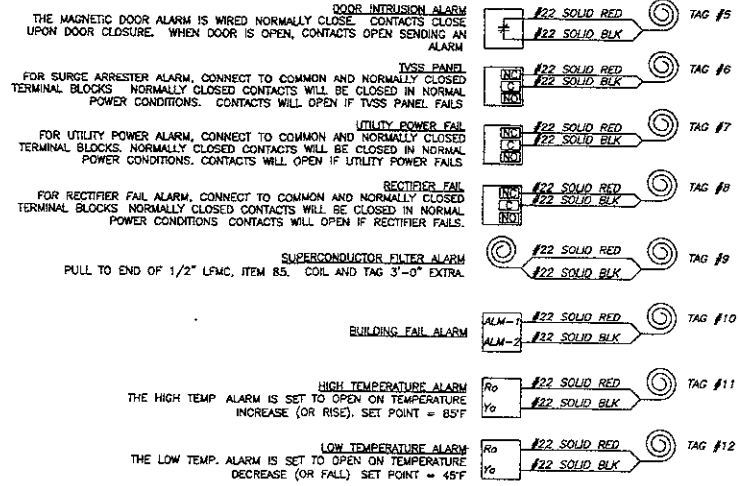 DOOR INTRUSION ALARM
THE MAGNETIC DOOR ALARM IS WIRED NORMALLY CLOSE. CONTACTS CLOSE
UPON DOOR CLOSURE. WHEN DOOR IS OPEN, CONTACTS OPEN SENDING AN
ALARM
#22 SOLID RED
#22 SOLID BLK
TAG #5
TVSS PANEL
FOR SURGE ARRESTER ALARM, CONNECT TO COMMON AND NORMALLY CLOSED
TERMINAL BLOCKS NORMALLY CLOSED CONTACTS WILL BE CLOSED IN NORMAL
POWER CONDITIONS. CONTACTS WILL OPEN IF TVSS PANEL FAILS
NC
C
NO
#22 SOLID RED
#22 SOLID BLK
TAG #6
UTILITY POWER FAIL
FOR UTILITY POWER ALARM, CONNECT TO COMMON AND NORMALLY CLOSED
TERMINAL BLOCKS. NORMALLY CLOSED CONTACTS WILL BE CLOSED IN NORMAL
POWER CONDITIONS. CONTACTS WILL OPEN IF UTILITY POWER FAILS
NC
C
NO
#22 SOLID RED
#22 SOLID BLK
TAG #7
RECTIFIER FAIL
FOR RECTIFIER FAIL ALARM, CONNECT TO COMMON AND NORMALLY CLOSED
TERMINAL BLOCKS NORMALLY CLOSED CONTACTS WILL BE CLOSED IN NORMAL
POWER CONDITIONS CONTACTS WILL OPEN IF RECTIFIER FAILS.
NC
C
NO
#22 SOLID RED
#22 SOLID BLK
TAG #8
SUPERCONDUCTOR FILTER ALARM
PULL TO END OF 1/2" LFMC, ITEM 85. COIL AND TAG 3'-0" EXTRA.
#22 SOLID RED
#22 SOLID BLK
TAG #9
BUILDING FAIL ALARM
ALM-1
ALM-2
#22 SOLID RED
#22 SOLID BLK
TAG #10
HIGH TEMPERATURE ALARM
THE HIGH TEMP ALARM IS SET TO OPEN ON TEMPERATURE
INCREASE (OR RISE). SET POINT = 85°F
Ra
Ya
#22 SOLID RED
#22 SOLID BLK
TAG #11
LOW TEMPERATURE ALARM
THE LOW TEMP. ALARM IS SET TO OPEN ON TEMPERATURE
DECREASE (OR FALL) SET POINT = 45°F
Ra
Ya
#22 SOLID RED
#22 SOLID BLK
TAG #12